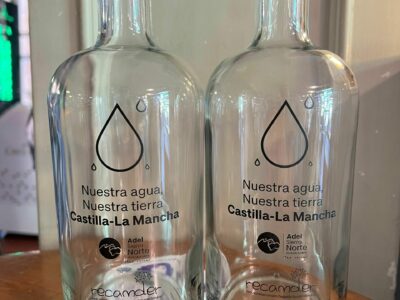 Nuestra agua,
Nuestra tierra
Castilla-La Mancha
Adel
Sierra
Norte
recamder
Nuestra agua,
Nuestra tierra
Castilla-La Mancha
Adel
Sierra
Norte
recamder